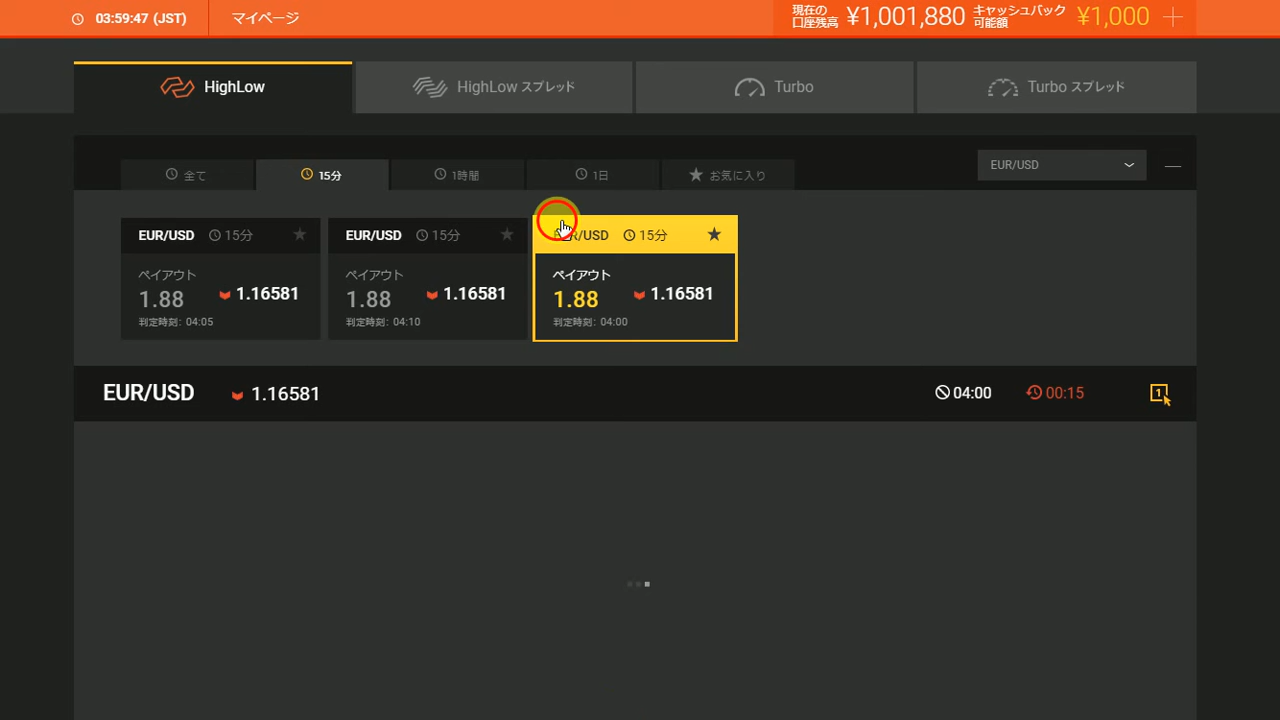 03:59:47 (JST) マイページ 現在の口座残高 ¥1,001,880 キャッシュバック可能額 ¥1,000
HighLow HighLow スプレッド Turbo Turbo スプレッド
全て 15分 1時間 1日 お気に入り EUR/USD
EUR/USD 15分
ペイアウト
1.88 1.16581
判定時刻: 04:05
EUR/USD 15分
ペイアウト
1.88 1.16581
判定時刻: 04:10
EUR/USD 15分
ペイアウト
1.88 1.16581
判定時刻: 04:00
EUR/USD 1.16581 04:00 00:15 1